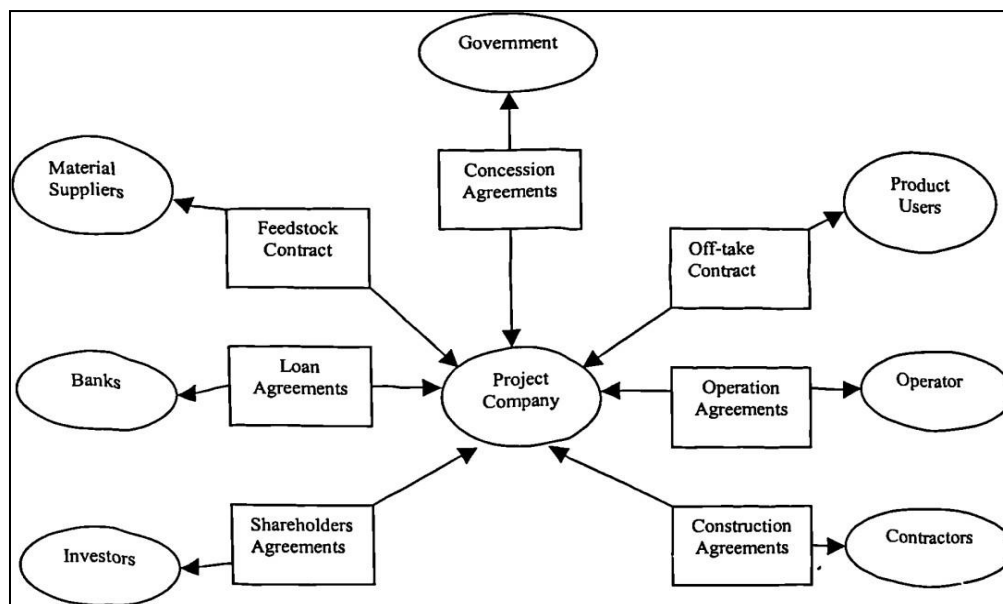 Government
Material
Suppliers
Concession
Agreements
Product
Users
Feedstock
Contract
Off-take
Contract
Banks
Loan
Agreements
Project
Company
Operation
Agreements
Operator
Investors
Shareholders
Agreements
Construction
Agreements
Contractors